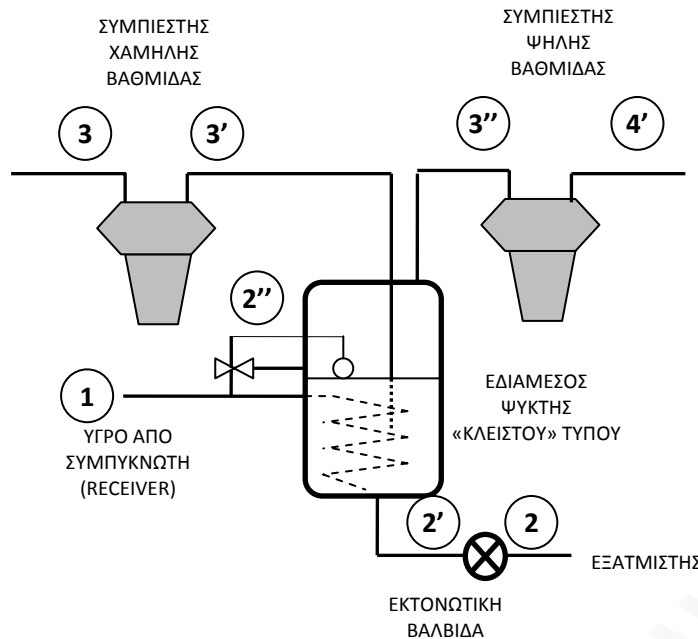 ΣΥΜΠΙΕΣΤΗΣ
ΧΑΜΗΛΗΣ
ΒΑΘΜΙΔΑΣ
ΣΥΜΠΙΕΣΤΗΣ
ΨΗΛΗΣ
ΒΑΘΜΙΔΑΣ
3
3’
3’’
4’
2’’
1
ΥΓΡΟ ΑΠΟ
ΣΥΜΠΥΚΝΩΤΗ
(RECEIVER)
ΕΔΙΑΜΕΣΟΣ
ΨΥΚΤΗΣ
«ΚΛΕΙΣΤΟΥ» ΤΥΠΟΥ
2’
2
ΕΞΑΤΜΙΣΤΗΣ
ΕΚΤΟΝΩΤΙΚΗ
ΒΑΛΒΙΔΑ